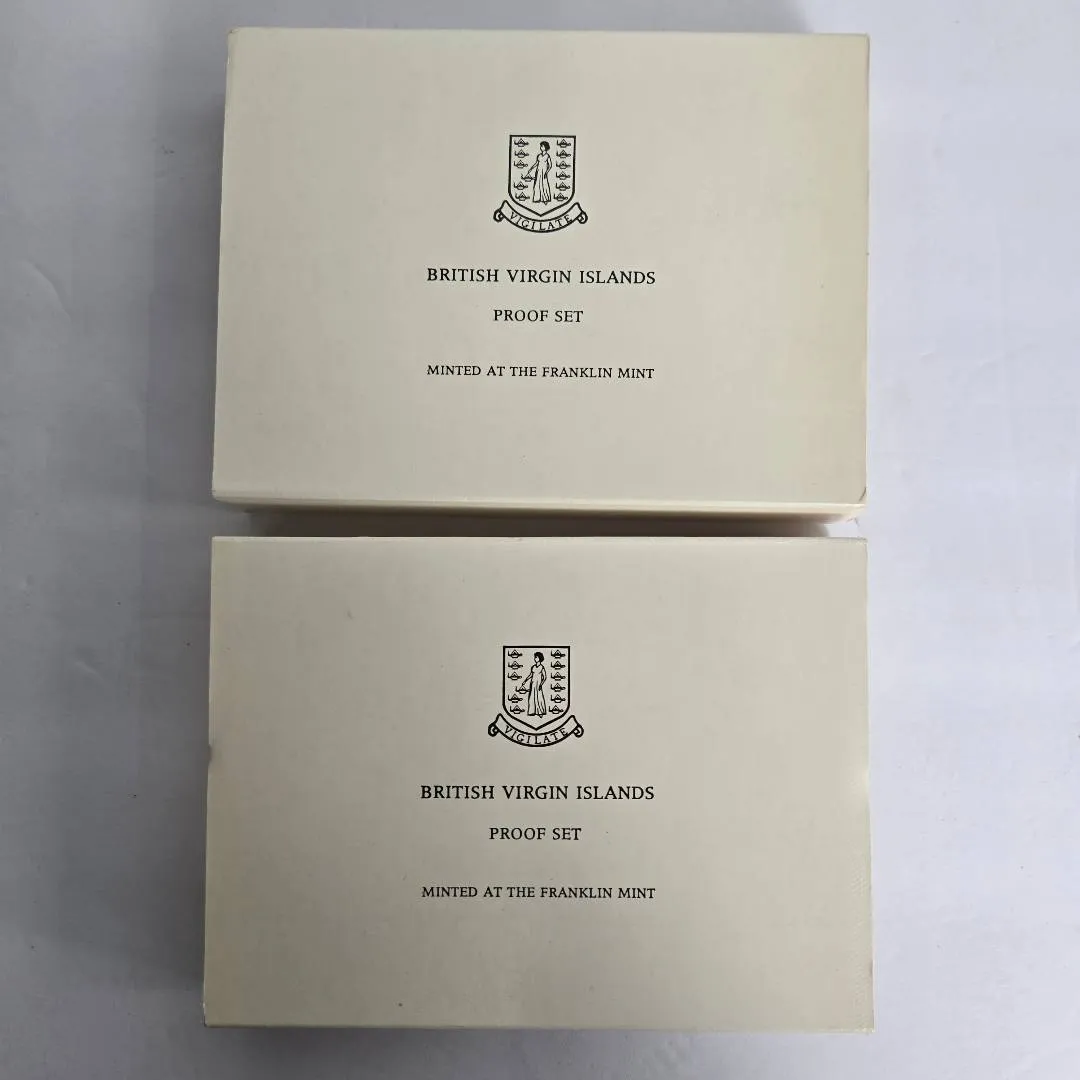 VIGILATE
BRITISH VIRGIN ISLANDS
PROOF SET
MINTED AT THE FRANKLIN MINT
VIGILATE
BRITISH VIRGIN ISLANDS
PROOF SET
MINTED AT THE FRANKLIN MINT